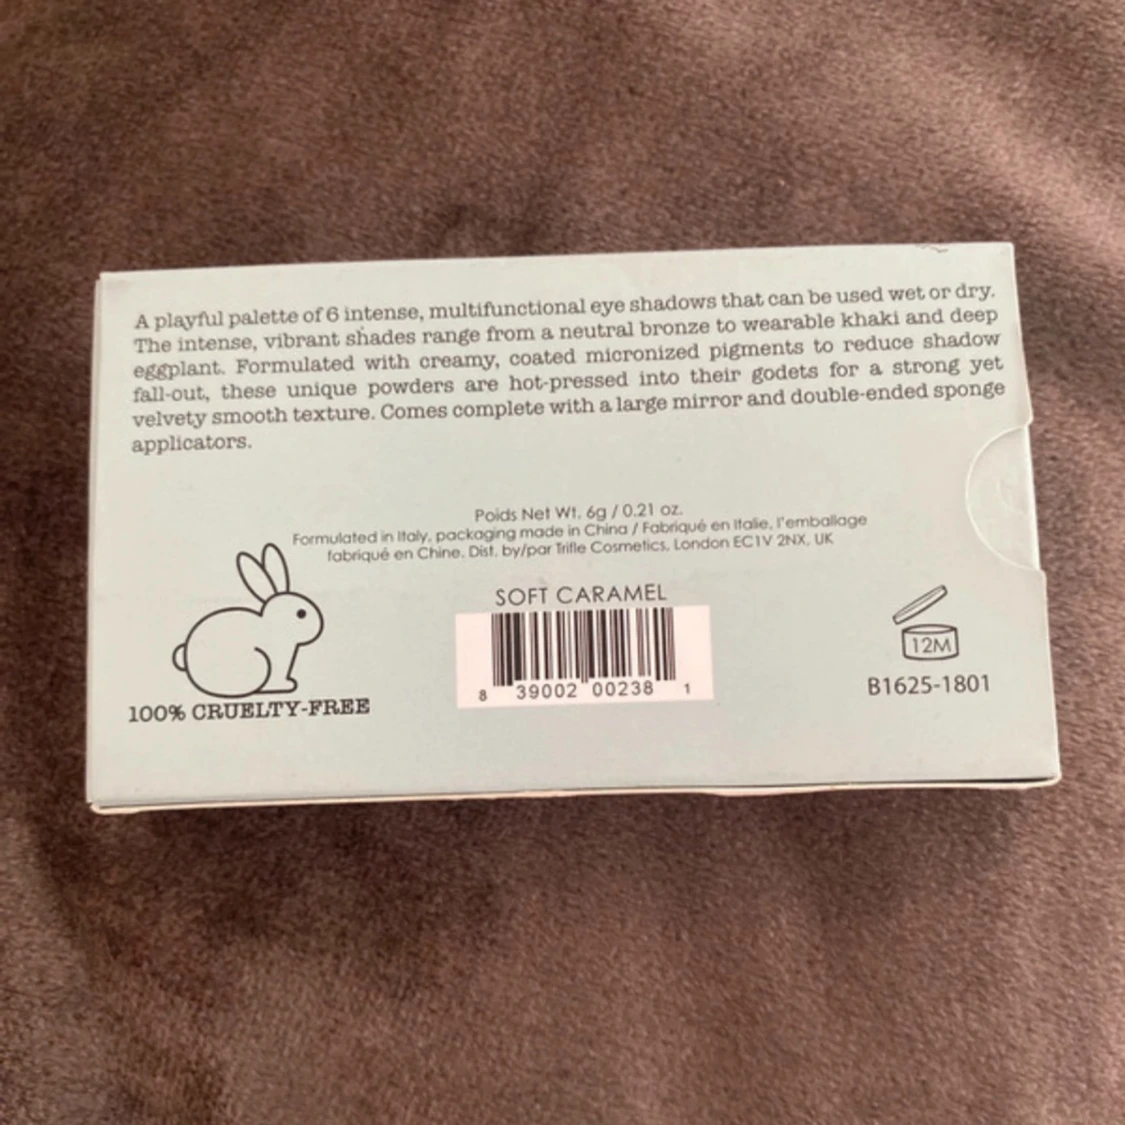 A playful palette of 6 intense, multifunctional eye shadows that can be used wet or dry.
The intense, vibrant shades range from a neutral bronze to wearable khaki and deep
eggplant. Formulated with creamy, coated micronized pigments to reduce shadow
fall-out, these unique powders are hot-pressed into their godets for a strong yet
velvety smooth texture. Comes complete with a large mirror and double-ended sponge
applicators.
Poids Net Wt. 6g / 0.21 oz.
Formulated in Italy, packaging made in China / Fabriqué en Italie, l'emballage
fabriqué en Chine. Dist. by/par Trifle Cosmetics, London EC1V 2NX, UK
SOFT CARAMEL
8 39002 00238 1
100% CRUELTY-FREE
12M
B1625-1801